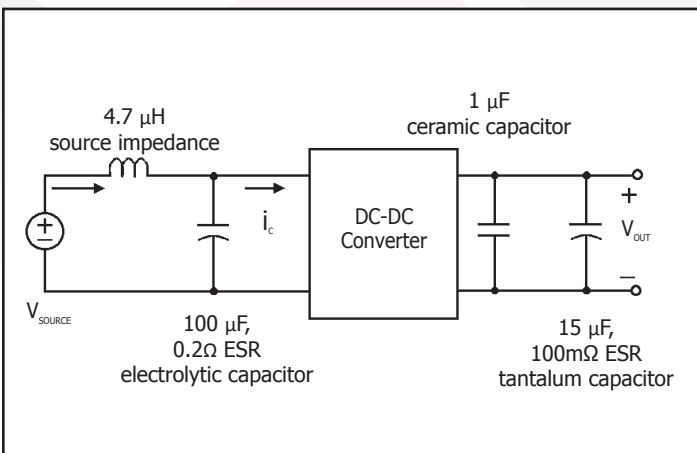 4.7 µH
source impedance
1 µF
ceramic capacitor
i
c
DC-DC
Converter
+
V
OUT
–
+
–
V
SOURCE
100 µF,
0.2Ω ESR
electrolytic capacitor
15 µF,
100mΩ ESR
tantalum capacitor